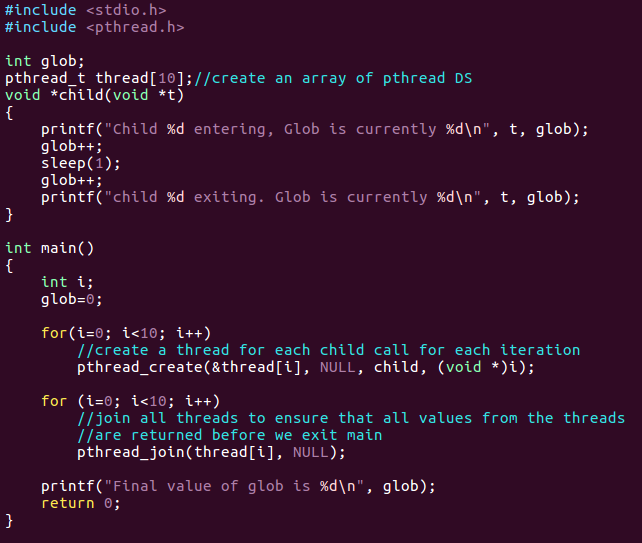 #include <stdio.h>
#include <pthread.h>

int glob;
pthread_t thread[10];//create an array of pthread DS
void *child(void *t)
{
    printf("Child %d entering, Glob is currently %d\n", t, glob);
    glob++;
    sleep(1);
    glob++;
    printf("child %d exiting. Glob is currently %d\n", t, glob);
}

int main()
{
    int i;
    glob=0;

    for(i=0; i<10; i++)
        //create a thread for each child call for each iteration
        pthread_create(&thread[i], NULL, child, (void *)i);

    for (i=0; i<10; i++)
        //join all threads to ensure that all values from the threads
        //are returned before we exit main
        pthread_join(thread[i], NULL);

    printf("Final value of glob is %d\n", glob);
    return 0;
}